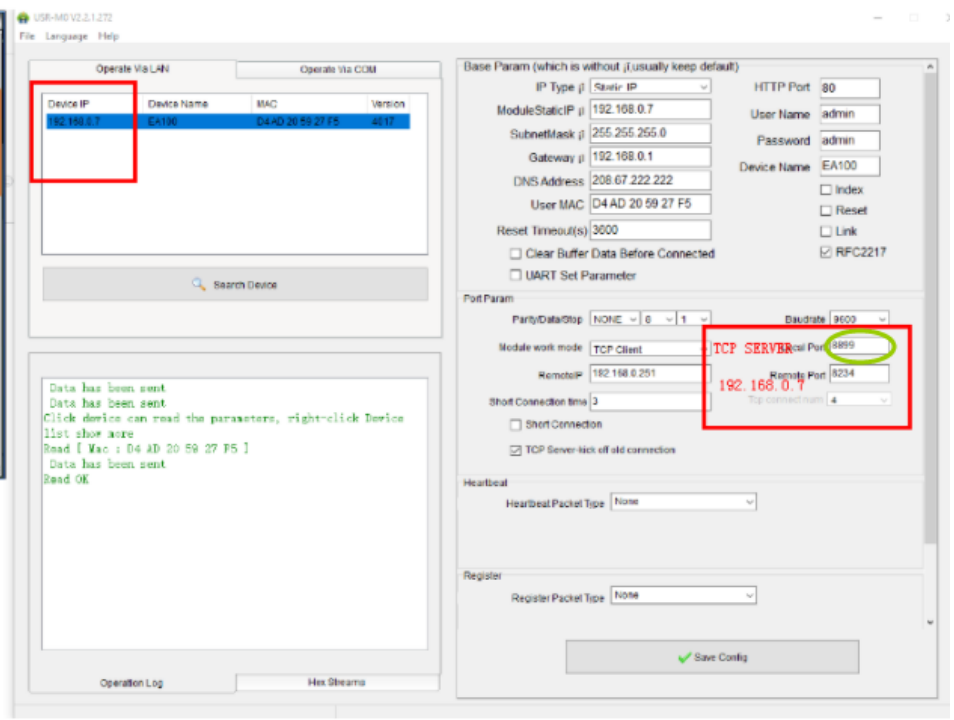 USR-M0 V2.2.1.272
File Language Help
Operate Via LAN
Operate Via COM
Device IP Device Name MAC Version
192.168.0.7 EA100 D4 AD 20 59 27 F5 4017
Search Device
Data has been sent
Data has been sent
Click device can read the parameters, right-click Device
list show more
Read [ Mac : D4 AD 20 59 27 F5 ]
Data has been sent
Read OK
Operation Log
Hex Streams
Base Param (which is without usually keep default)
IP Type Static IP
HTTP Port 80
ModuleStaticIP 192.168.0.7
User Name admin
SubnetMask 255.255.255.0
Password admin
Gateway 192.168.0.1
Device Name EA100
DNS Address 208.67.222.222
Index
User MAC D4 AD 20 59 27 F5
Reset
Reset Timeout(s) 3600
Link
Clear Buffer Data Before Connected
RFC2217
UART Set Parameter
Port Param
Parity/Data/Stop NONE 8 1
Baudrate 9600
Module work mode TCP Client
TCP SERVER
cal Port 8899
RemoteIP 192.168.0.251
Remote Port 8234
192.168.0.7
Short Connection time 3
Tcp connect num 4
Short Connection
TCP Server-kick off old connection
Heartbeat
Heartbeat Packet Type None
Register
Register Packet Type None
Save Config